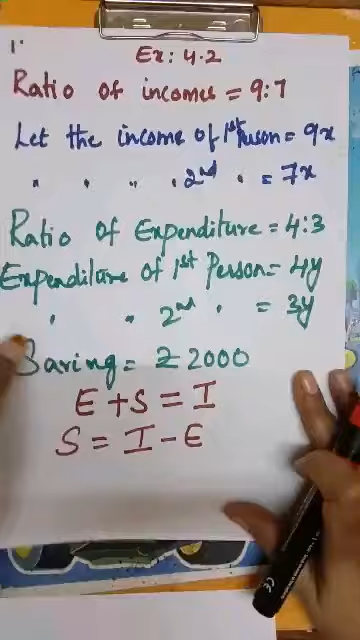 1.
Ex: 4.2
Ratio of incomes = 9:7
Let the income of 1st Person = 9x
" " " " 2nd " = 7x
Ratio of Expenditure = 4:3
Expenditure of 1st Person = 4y
" " 2nd " = 3y
Saving = ₹ 2000
E + S = I
S = I - E